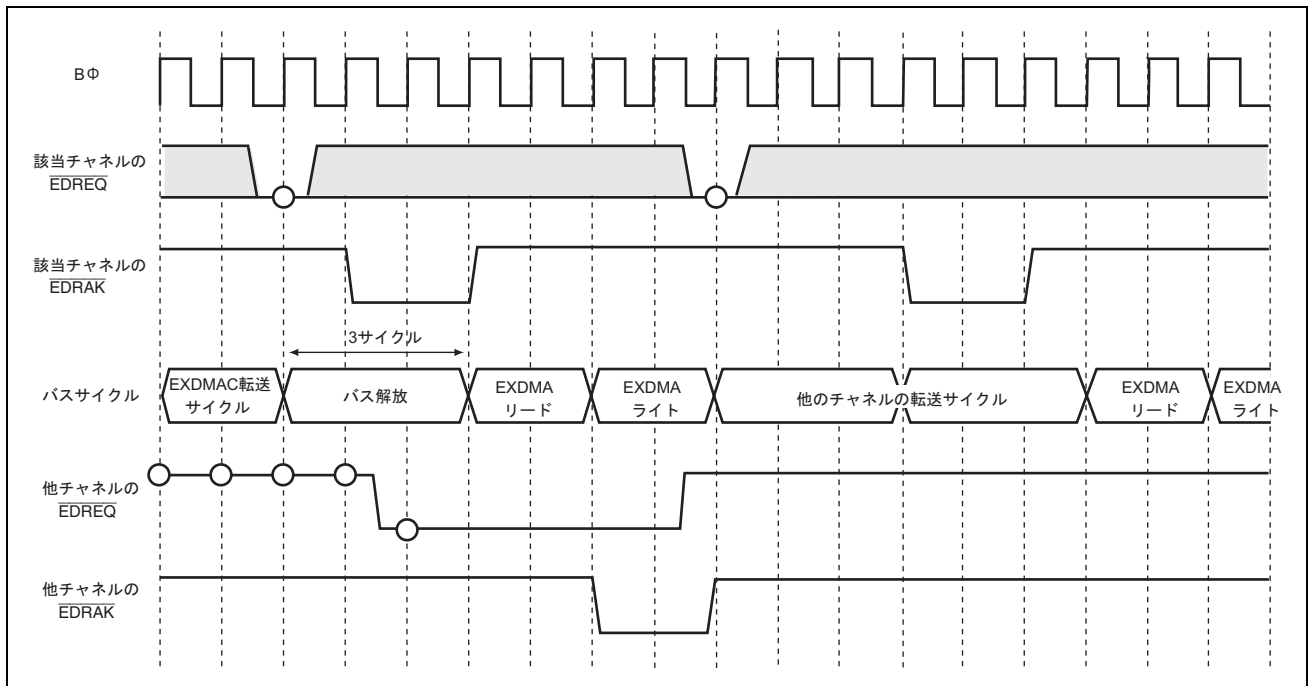 BΦ
該当チャネルの
EDREQ
該当チャネルの
EDRAK
3サイクル
バスサイクル
EXDMAC転送
サイクル
バス解放
EXDMA
リード
EXDMA
ライト
他のチャネルの転送サイクル
EXDMA
リード
EXDMA
ライト
他チャネルの
EDREQ
他チャネルの
EDRAK